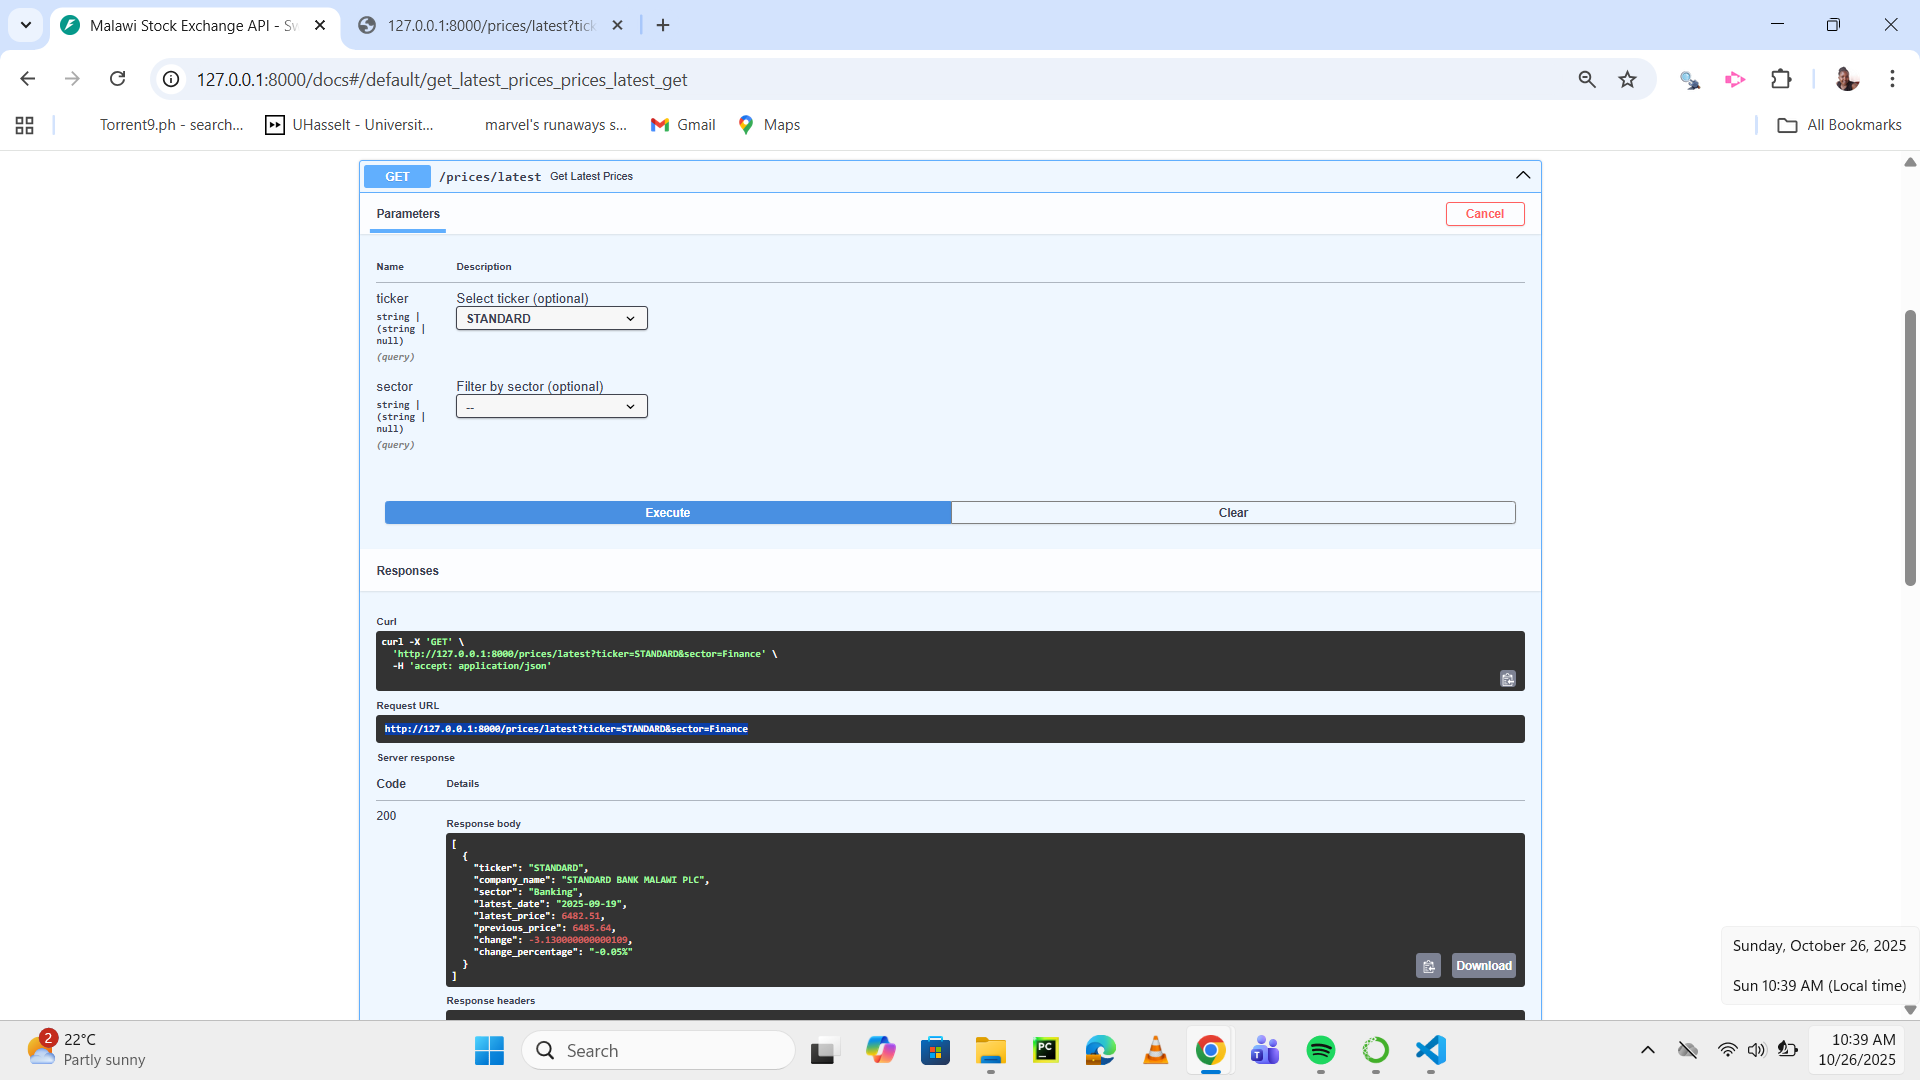 Malawi Stock Exchange API - Sw
127.0.0.1:8000/prices/latest?tick
127.0.0.1:8000/docs#/default/get_latest_prices_prices_latest_get
Torrent9.ph - search...
UHasselt - Universit...
marvel's runaways s...
Gmail
Maps
All Bookmarks
GET /prices/latest Get Latest Prices
Parameters
Cancel
Name Description
ticker Select ticker (optional)
string |
(string |
null)
(query)
STANDARD
sector Filter by sector (optional)
string |
(string |
null)
(query)
--
Execute
Clear
Responses
Curl
curl -X 'GET' \
'http://127.0.0.1:8000/prices/latest?ticker=STANDARD&sector=Finance' \
-H 'accept: application/json'
Request URL
http://127.0.0.1:8000/prices/latest?ticker=STANDARD&sector=Finance
Server response
Code Details
200
Response body
[
{
"ticker": "STANDARD",
"company_name": "STANDARD BANK MALAWI PLC",
"sector": "Banking",
"latest_date": "2025-09-19",
"latest_price": 6482.51,
"previous_price": 6485.64,
"change": -3.130000000000109,
"change_percentage": "-0.05%"
}
]
Download
Response headers
Sunday, October 26, 2025
Sun 10:39 AM (Local time)
2
22°C
Partly sunny
Search
PC
T
10:39 AM
10/26/2025